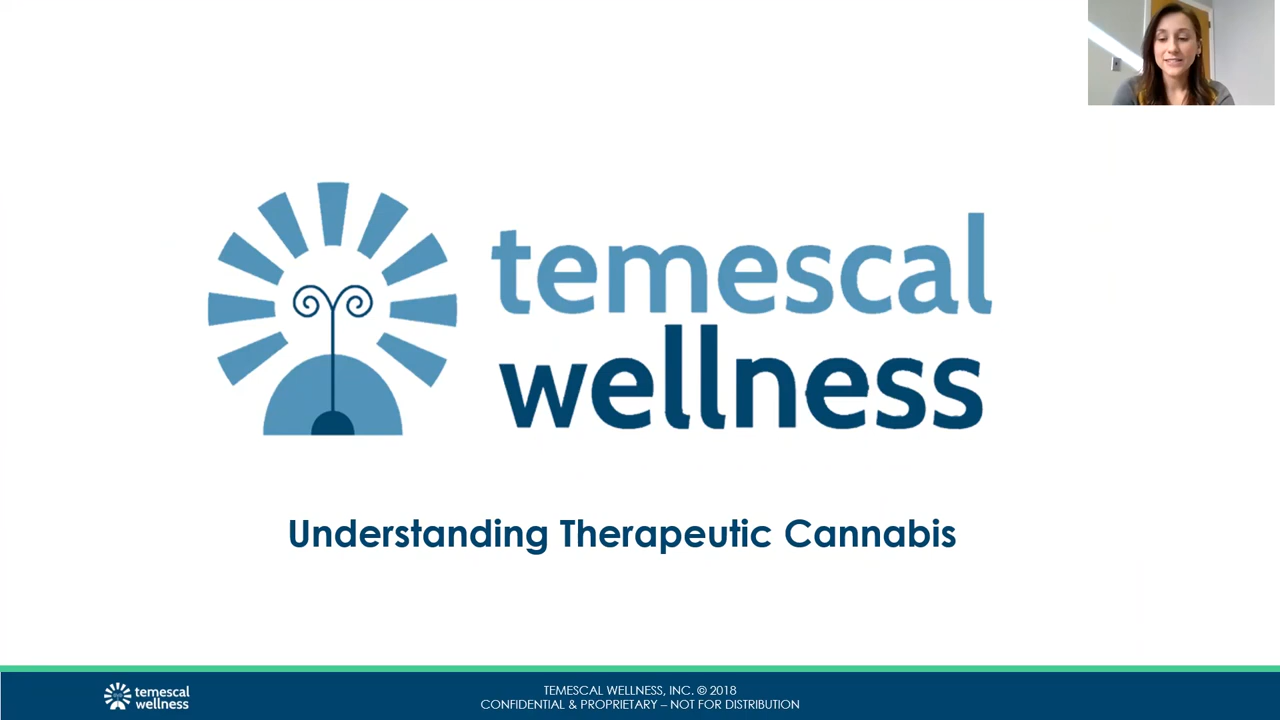 temescal
wellness
Understanding Therapeutic Cannabis
temescal
wellness
TEMESCAL WELLNESS, INC. © 2018
CONFIDENTIAL & PROPRIETARY – NOT FOR DISTRIBUTION